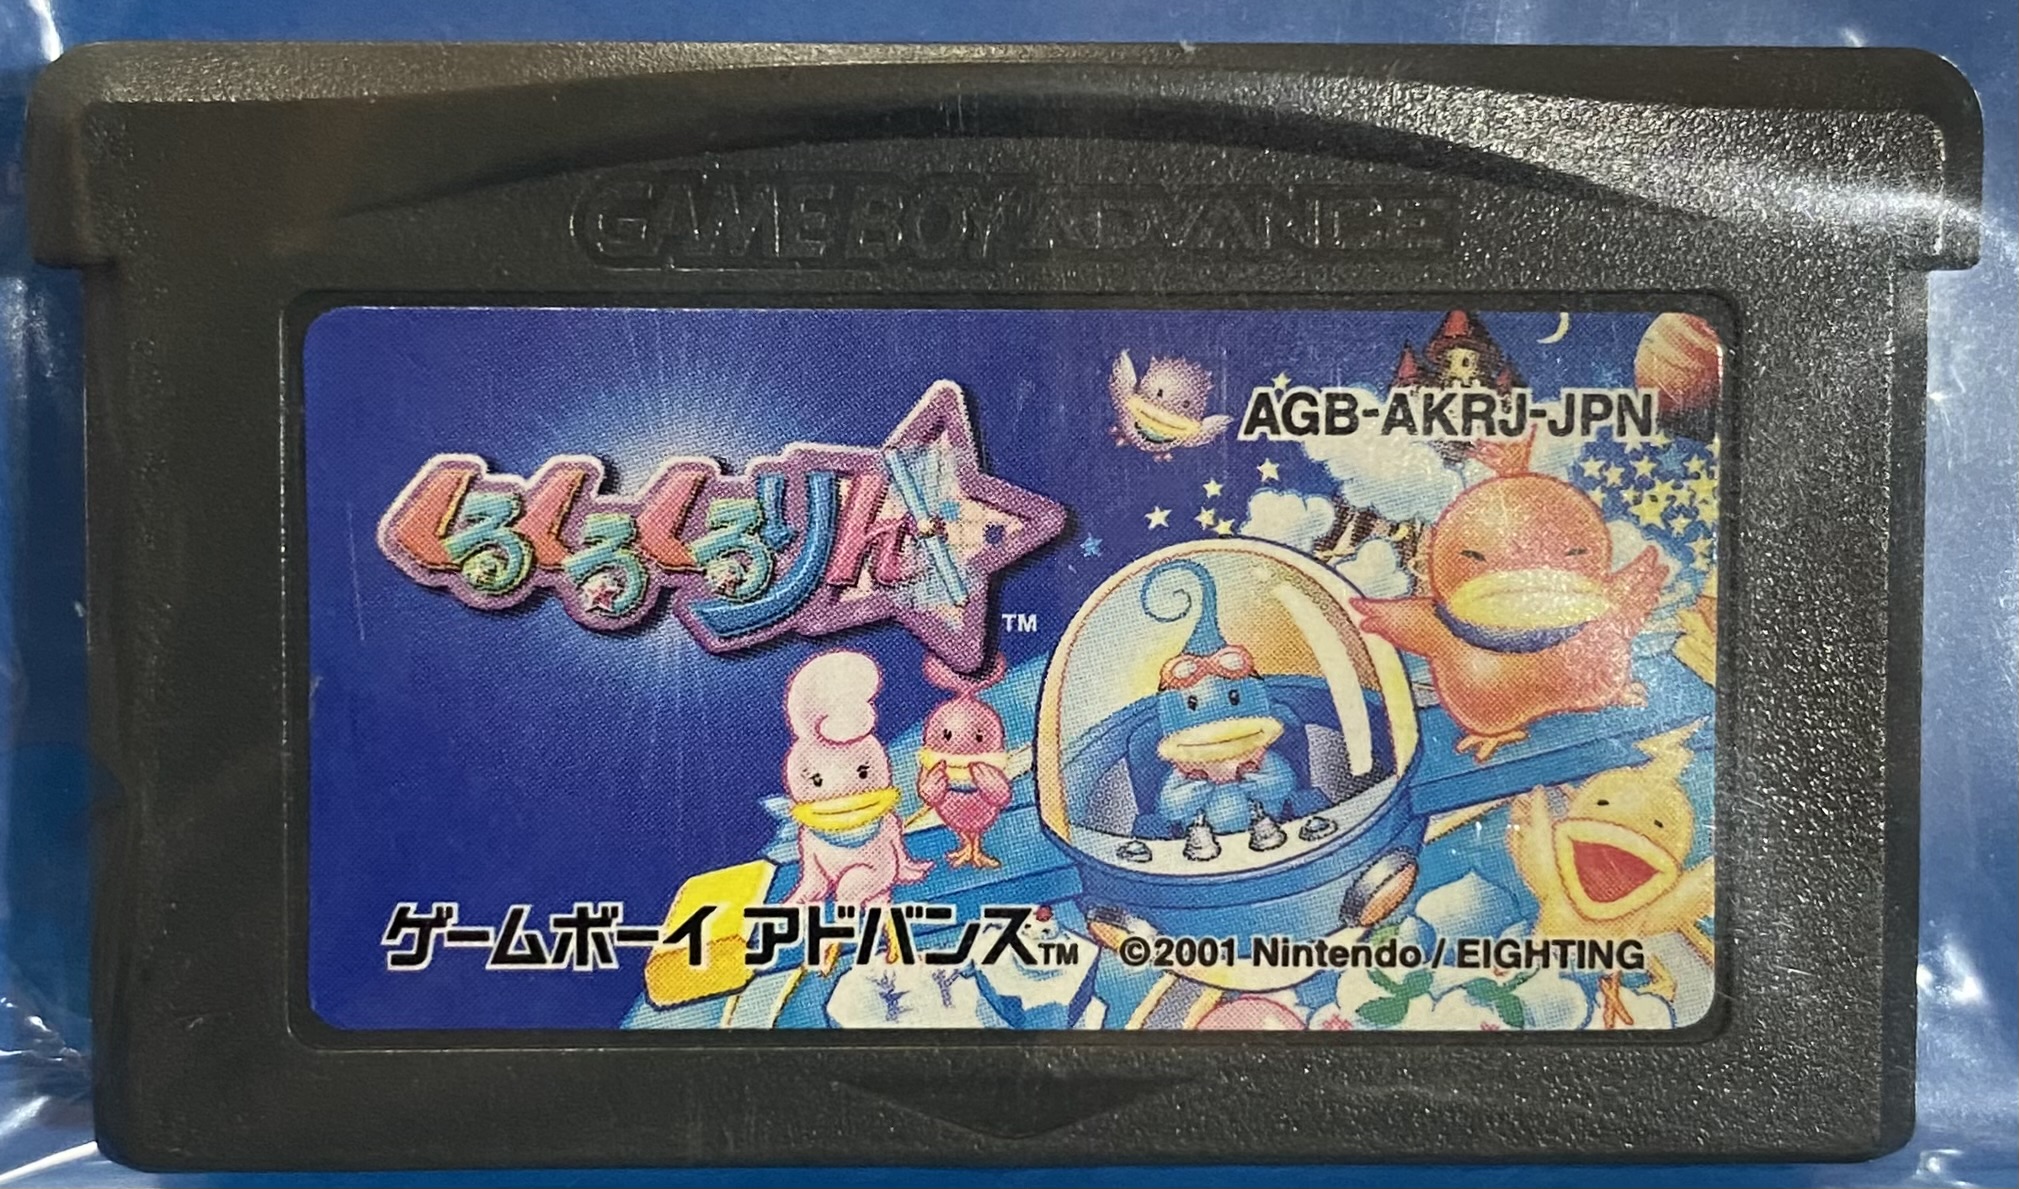 GAME BOY ADVANCE
AGB-AKRJ-JPN
くるくるくるりん
TM
ゲームボーイ アドバンスTM
©2001 Nintendo / EIGHTING